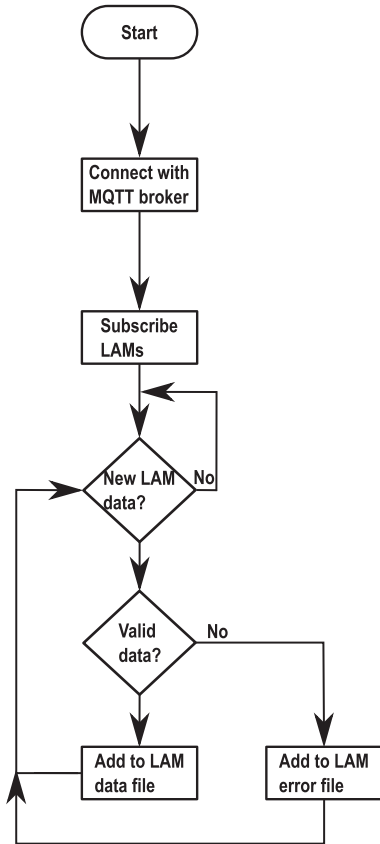 Start
Connect with
MQTT broker
Subscribe
LAMs
New LAM
data?
No
Valid
data?
No
Add to LAM
data file
Add to LAM
error file